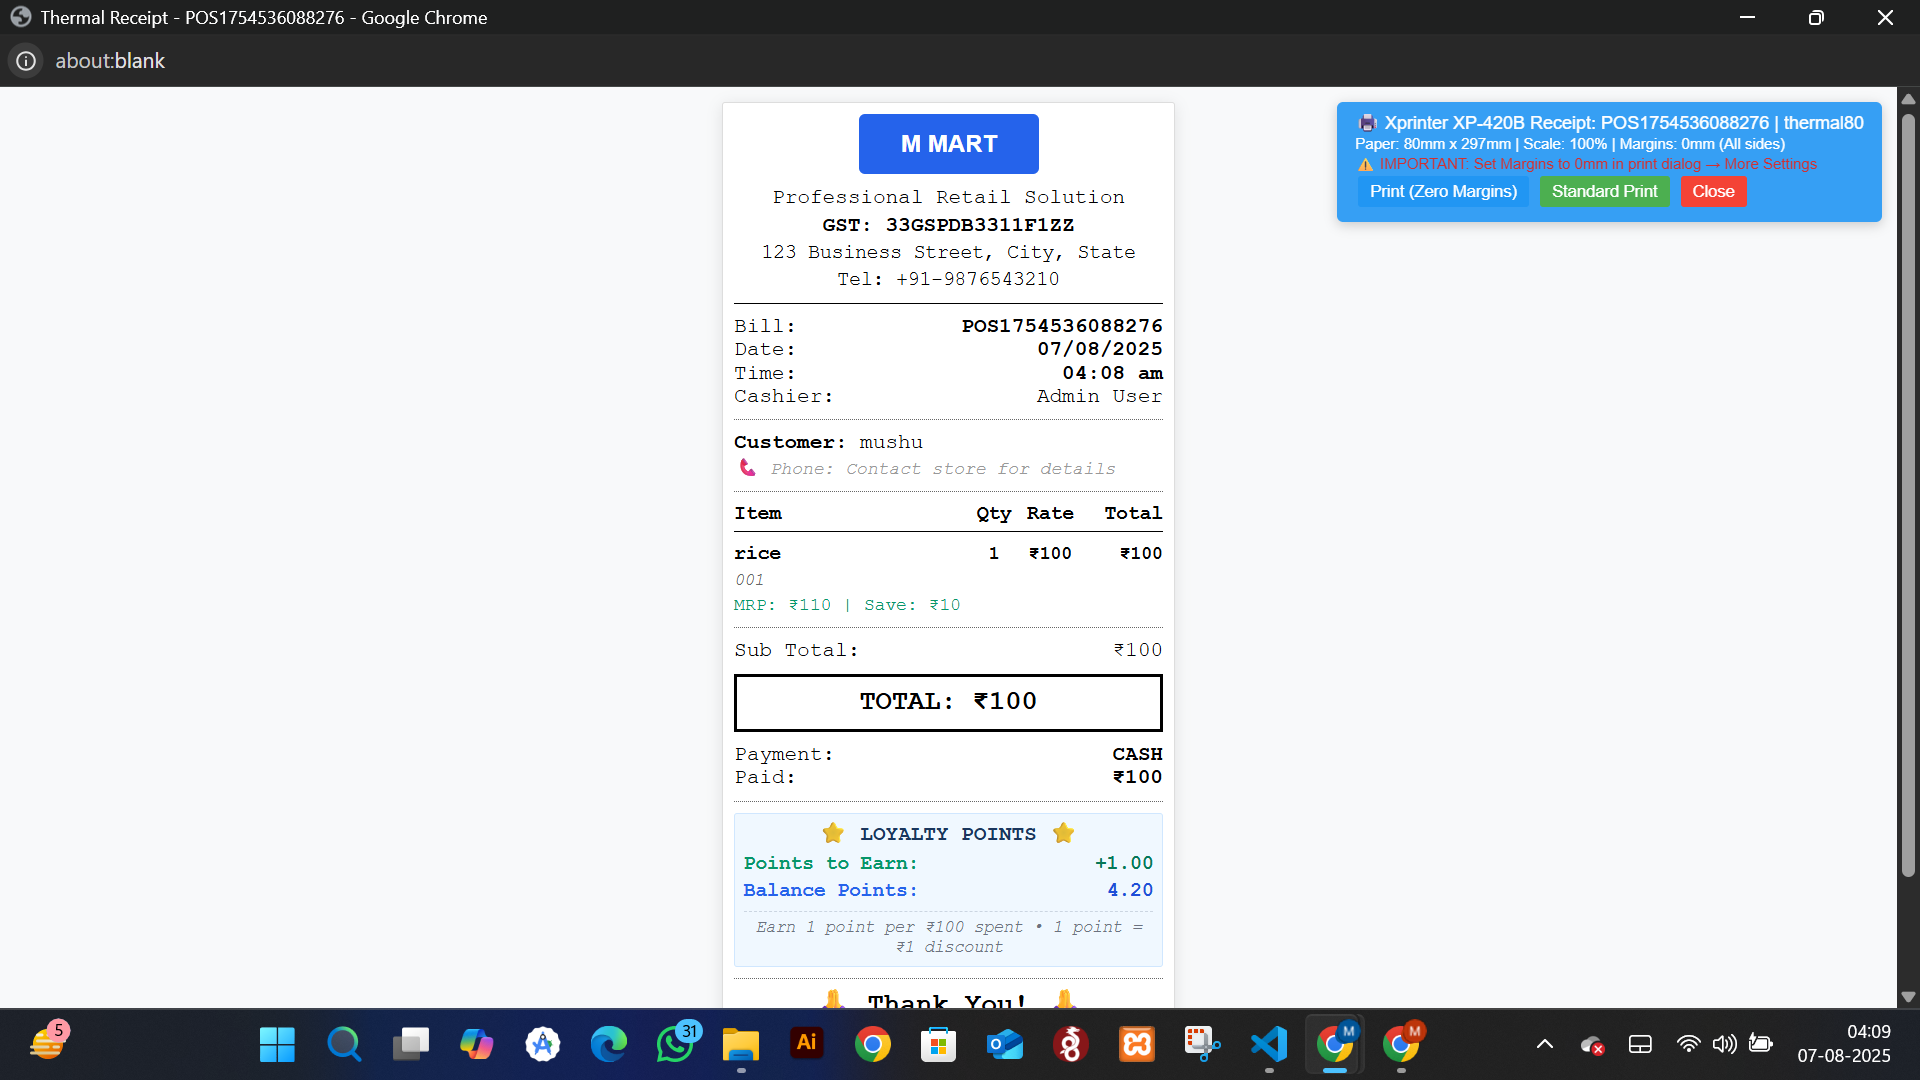 Thermal Receipt - POS1754536088276 - Google Chrome
about:blank
M MART
Professional Retail Solution
GST: 33GSPDB3311F1ZZ
123 Business Street, City, State
Tel: +91-9876543210
Bill: POS1754536088276
Date: 07/08/2025
Time: 04:08 am
Cashier: Admin User
Customer: mushu
Phone: Contact store for details
Item Qty Rate Total
rice 1 ₹100 ₹100
001
MRP: ₹110 | Save: ₹10
Sub Total: ₹100
TOTAL: ₹100
Payment: CASH
Paid: ₹100
⭐ LOYALTY POINTS ⭐
Points to Earn: +1.00
Balance Points: 4.20
Earn 1 point per ₹100 spent • 1 point =
₹1 discount
🙏 Thank You! 🙏
🖨️ Xprinter XP-420B Receipt: POS1754536088276 | thermal80
Paper: 80mm x 297mm | Scale: 100% | Margins: 0mm (All sides)
⚠️ IMPORTANT: Set Margins to 0mm in print dialog → More Settings
Print (Zero Margins) Standard Print Close
5
31
Ai
M
M
04:09
07-08-2025